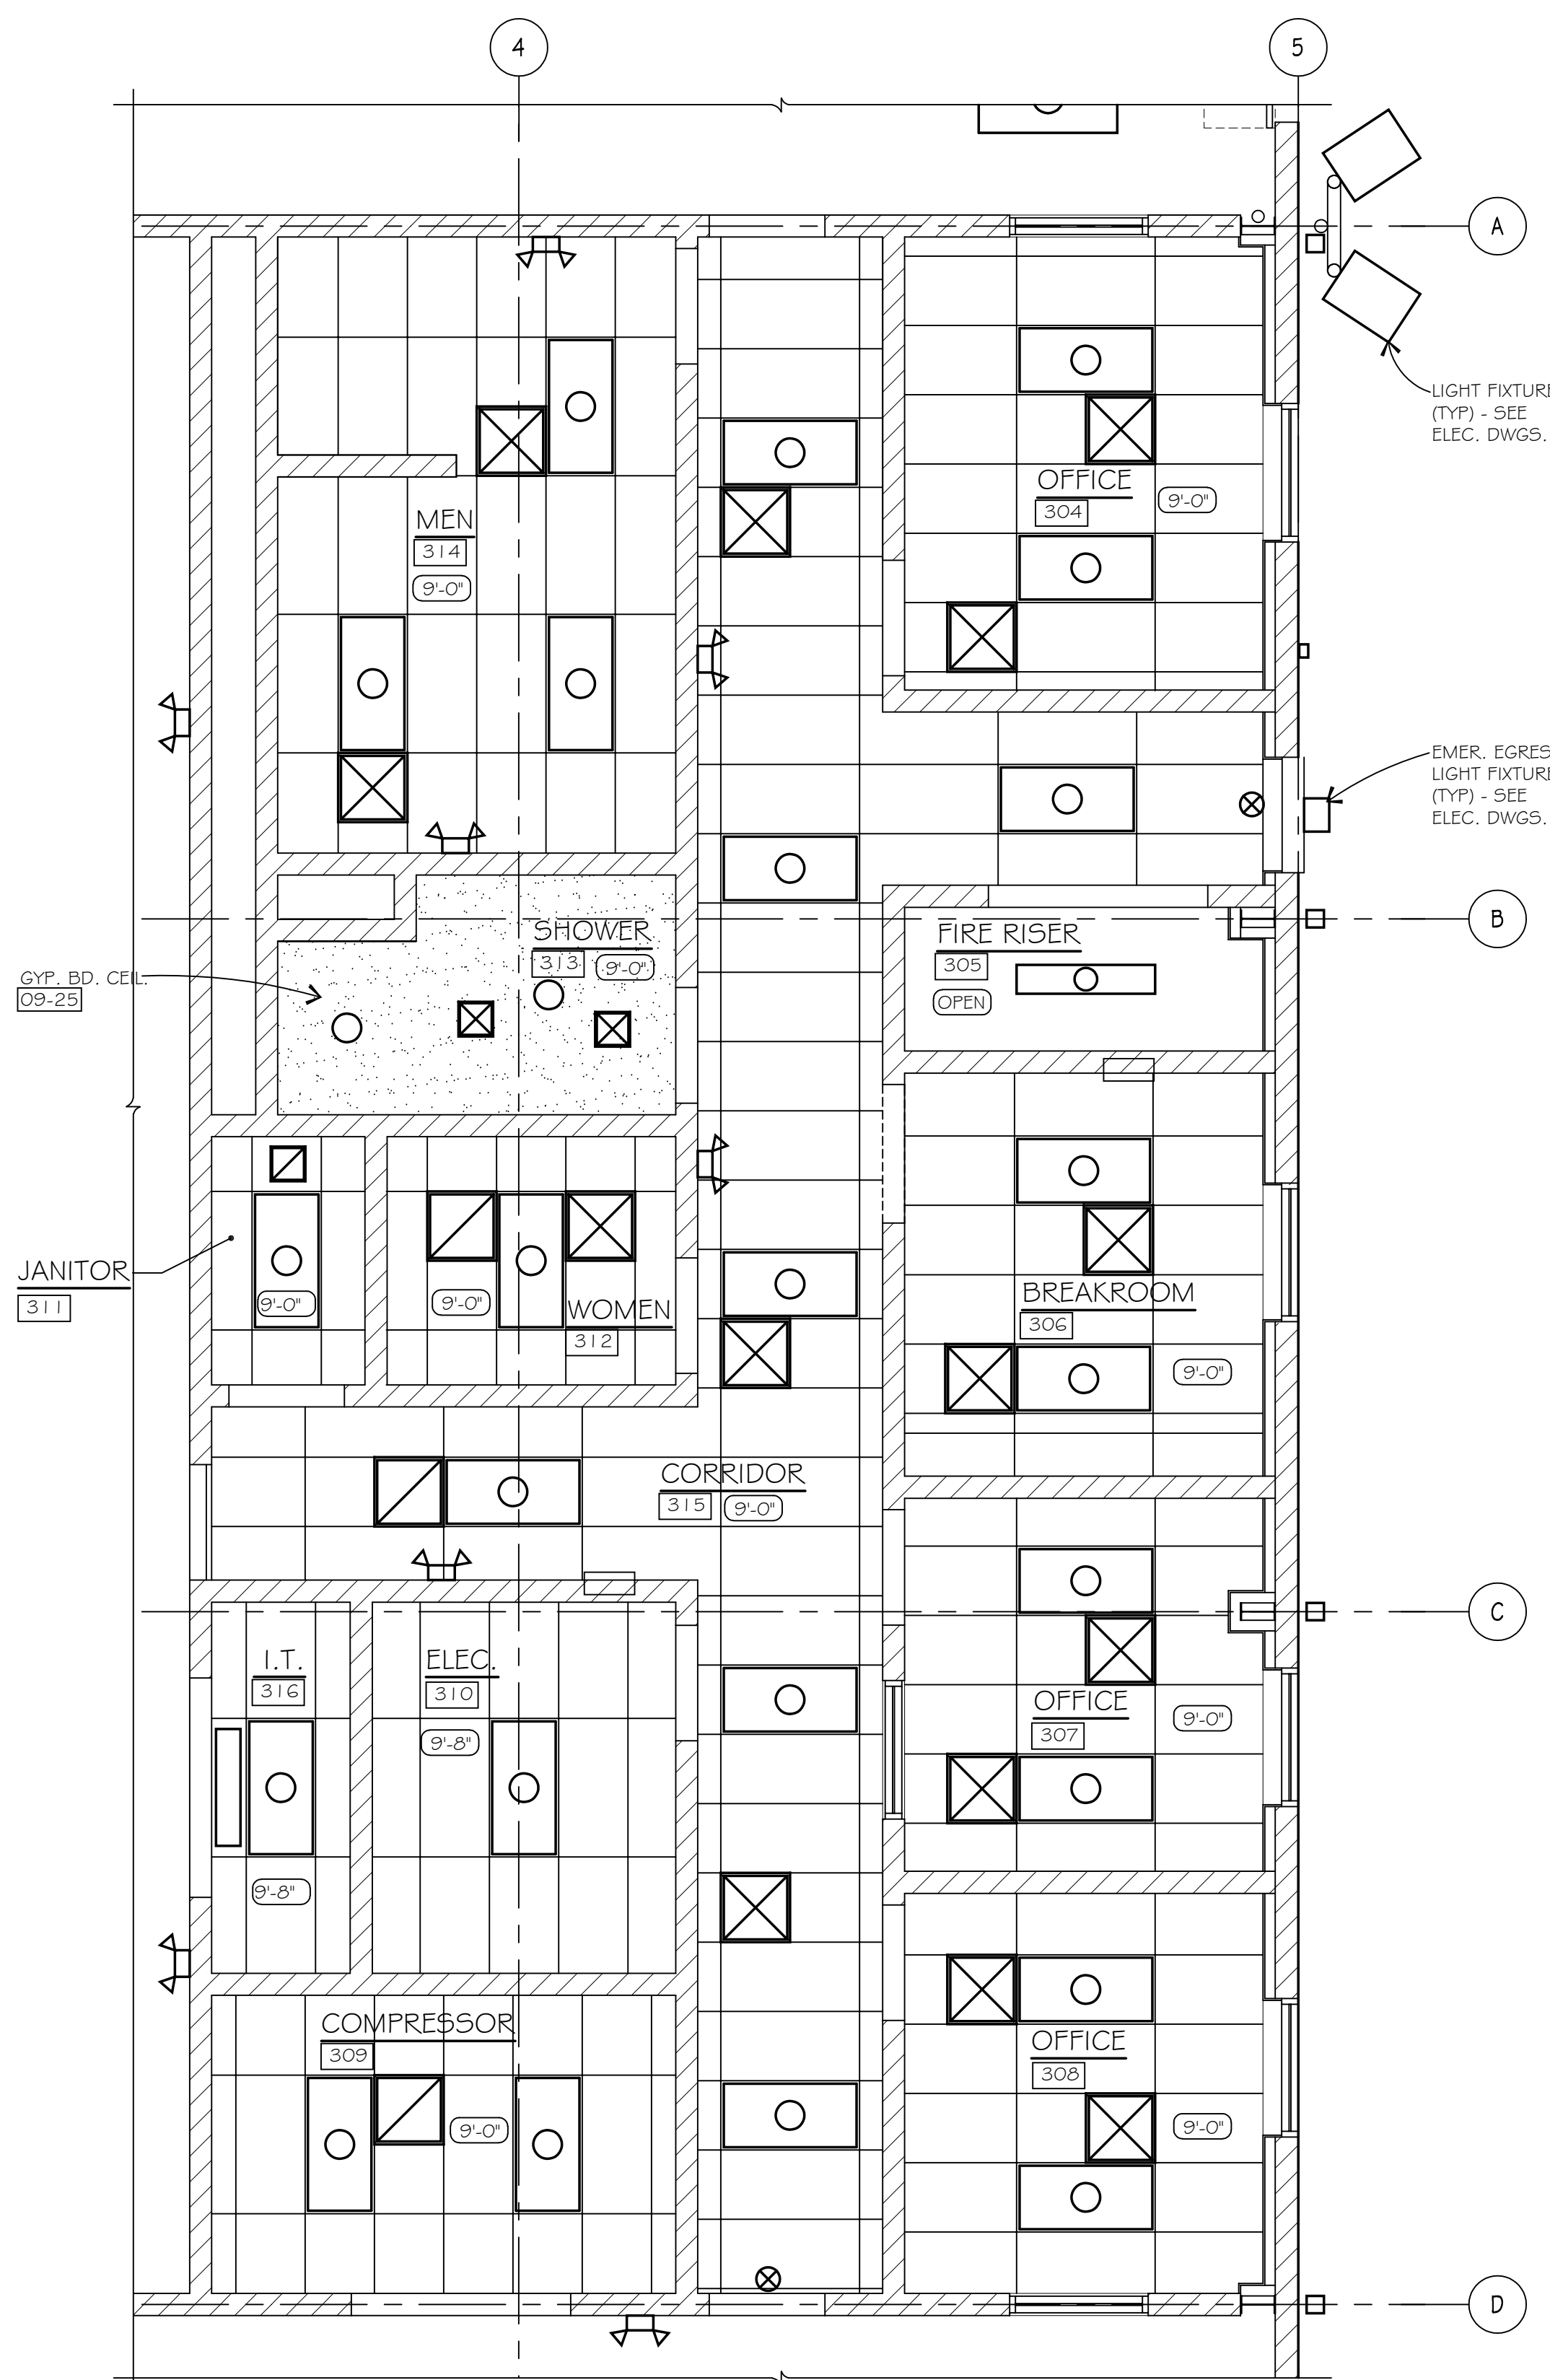 4
5
A
LIGHT FIXTURE
(TYP) - SEE
ELEC. DWGS.
OFFICE
304
9'-0"
MEN
314
9'-0"
EMER. EGRES
LIGHT FIXTURE
(TYP) - SEE
ELEC. DWGS.
B
SHOWER
313
9'-0"
FIRE RISER
305
OPEN
GYP. BD. CEIL.
09-25
JANITOR
311
9'-0"
9'-0"
WOMEN
312
BREAKROOM
306
9'-0"
CORRIDOR
315
9'-0"
C
I.T.
316
9'-8"
ELEC.
310
9'-8"
OFFICE
307
9'-0"
COMPRESSOR
309
9'-0"
OFFICE
308
9'-0"
D